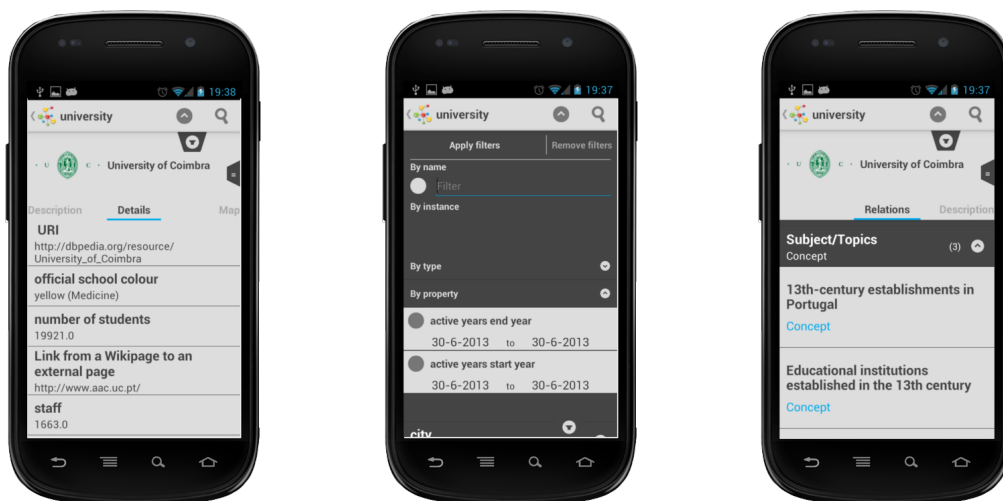 19:38
university
· U C · University of Coimbra
Description Details Map
URI
http://dbpedia.org/resource/
University_of_Coimbra
official school colour
yellow (Medicine)
number of students
19921.0
Link from a Wikipage to an
external page
http://www.aac.uc.pt/
staff
1663.0
19:37
university
Apply filters Remove filters
By name
Filter
By instance
By type
By property
active years end year
30-6-2013 to 30-6-2013
active years start year
30-6-2013 to 30-6-2013
city
19:37
university
· U C · University of Coimbra
Relations Description
Subject/Topics
Concept
(3)
13th-century establishments in
Portugal
Concept
Educational institutions
established in the 13th century
Concept